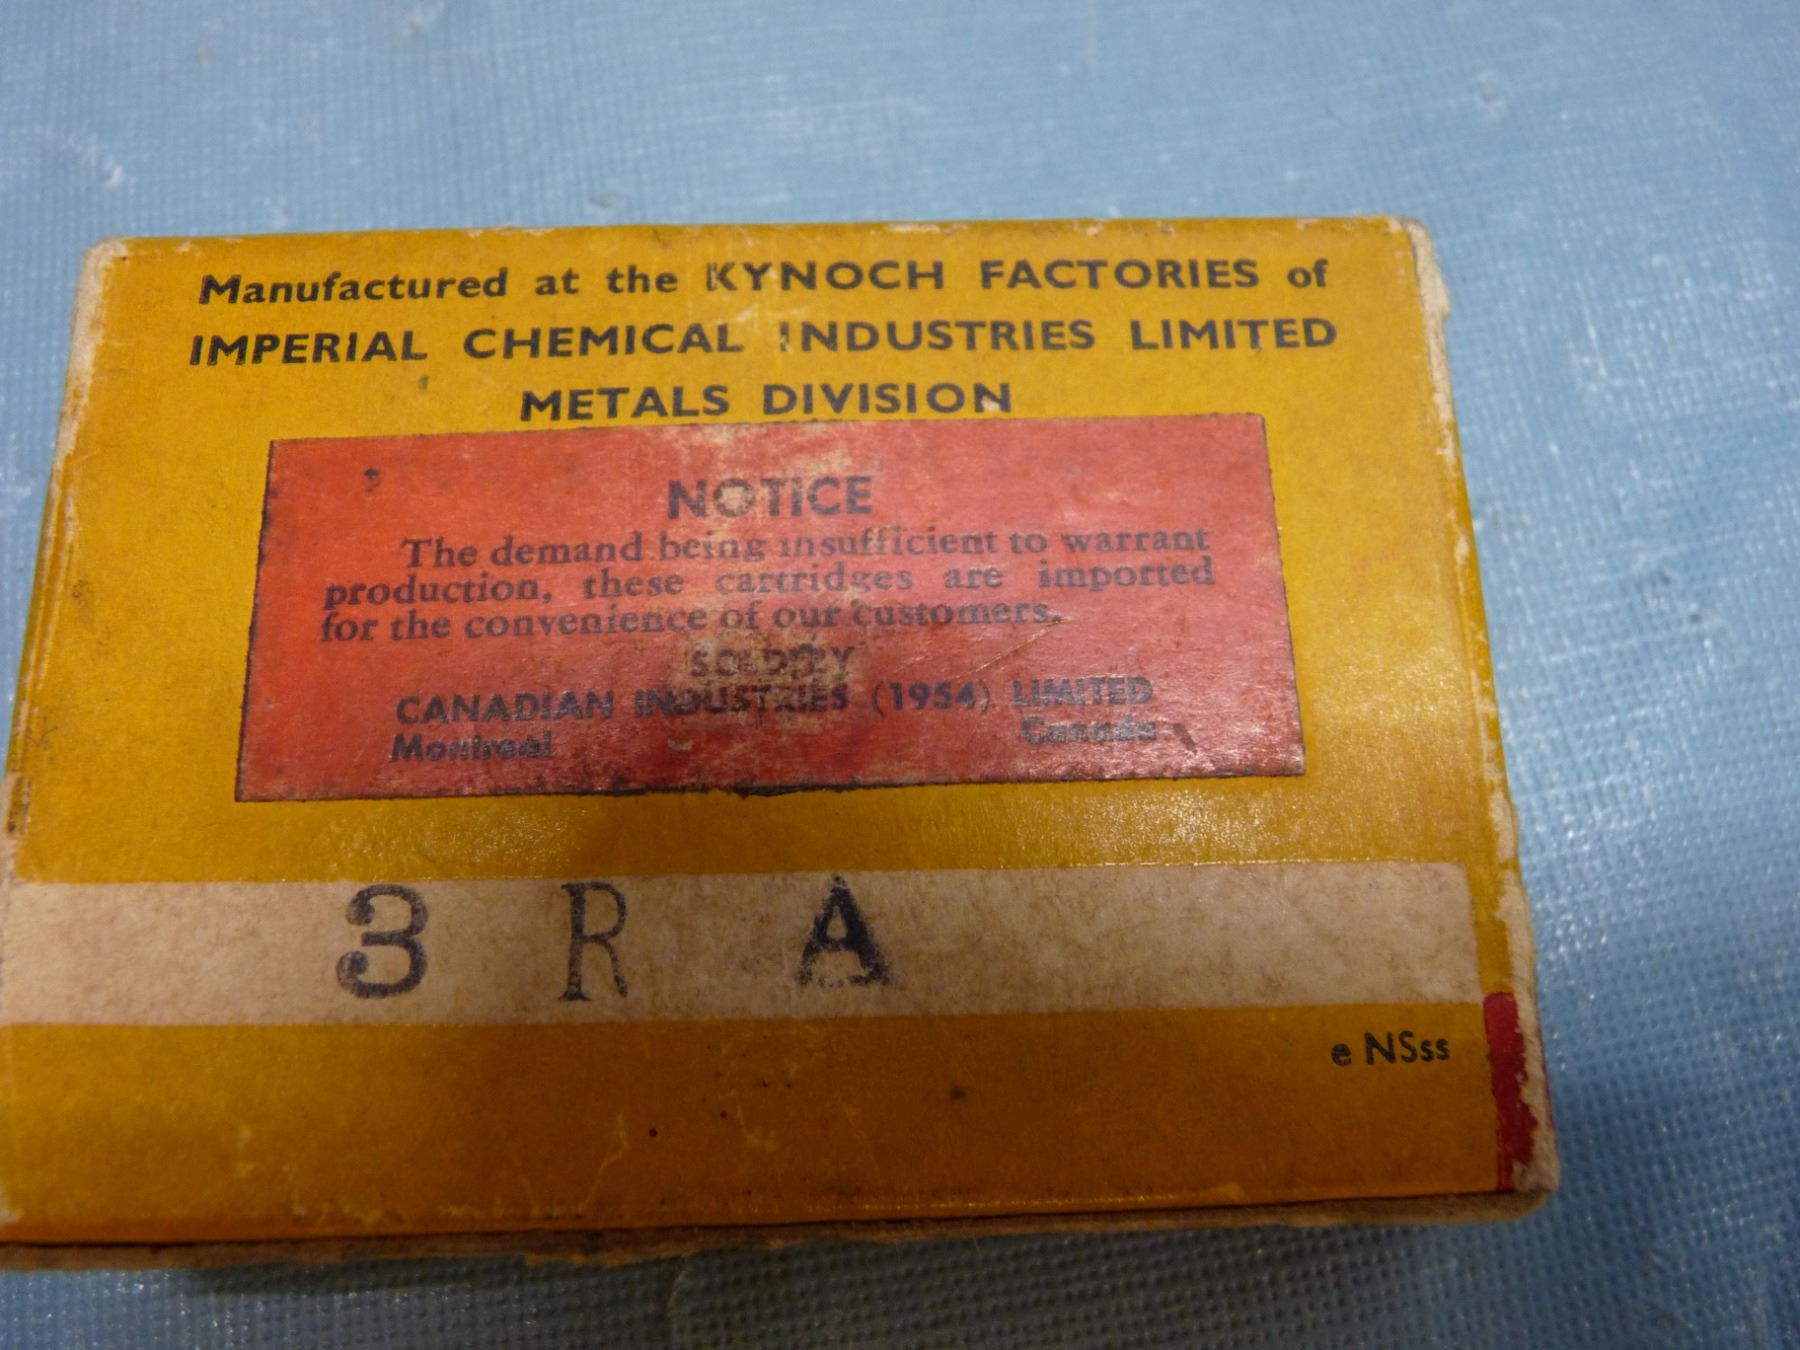 Manufactured at the KYNOCH FACTORIES of
IMPERIAL CHEMICAL INDUSTRIES LIMITED
METALS DIVISION
NOTICE
The demand being insufficient to warrant
production, these cartridges are imported
for the convenience of our customers.
SOLD BY
CANADIAN INDUSTRIES (1954) LIMITED
Montreal Canada
3 R A
e NSss